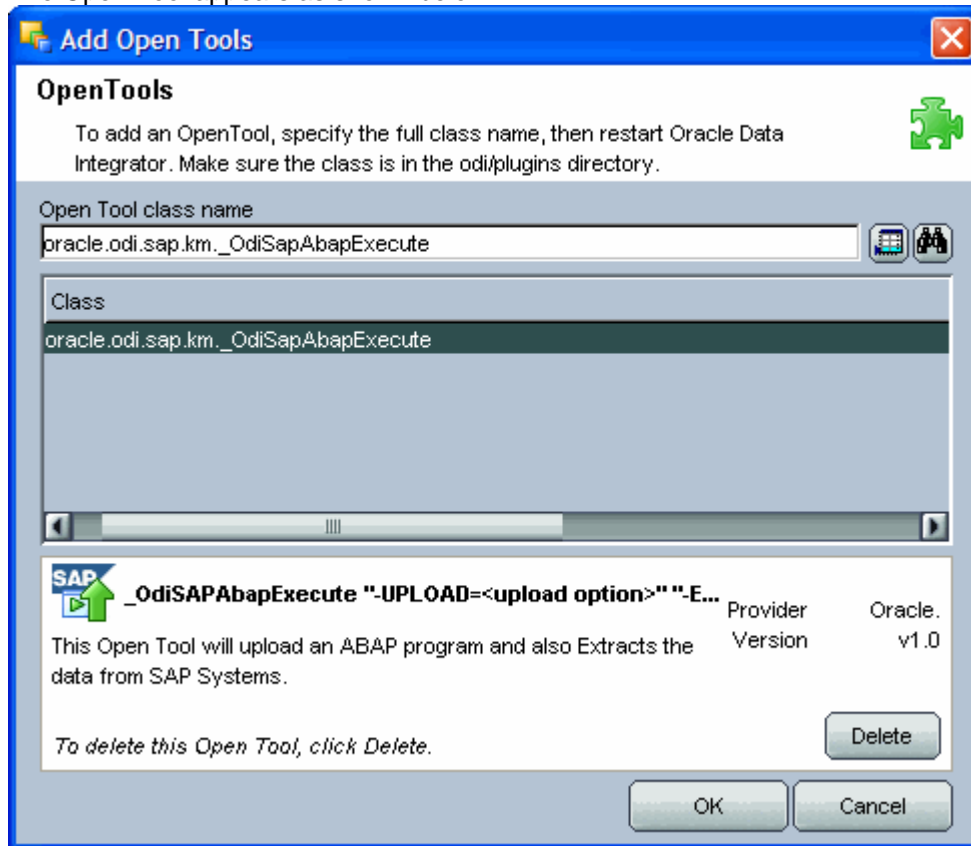 Add Open Tools
OpenTools
To add an OpenTool, specify the full class name, then restart Oracle Data
Integrator. Make sure the class is in the odi/plugins directory.
Open Tool class name
oracle.odi.sap.km._OdiSapAbapExecute
Class
oracle.odi.sap.km._OdiSapAbapExecute
SAP
_OdiSAPAbapExecute "-UPLOAD=<upload option>" "-E...
Provider Oracle.
This Open Tool will upload an ABAP program and also Extracts the
Version v1.0
data from SAP Systems.
To delete this Open Tool, click Delete.
Delete
OK Cancel